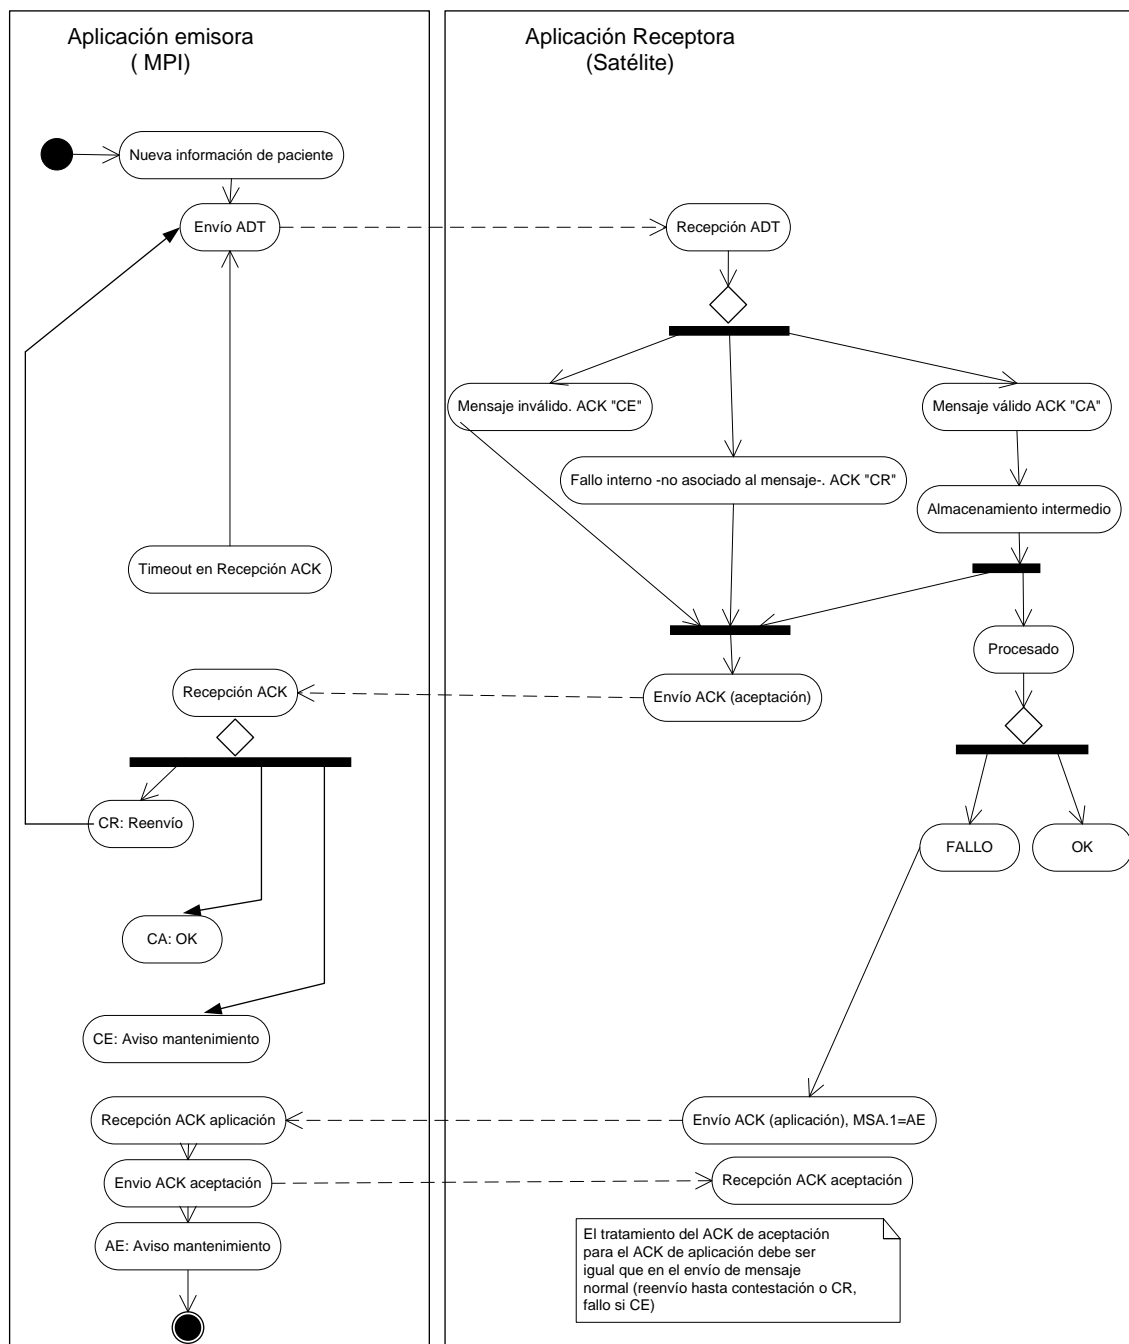 Aplicación emisora
( MPI)
Aplicación Receptora
(Satélite)
Nueva información de paciente
Envío ADT
Recepción ADT
Mensaje inválido. ACK "CE"
Mensaje válido ACK "CA"
Fallo interno -no asociado al mensaje-. ACK "CR"
Almacenamiento intermedio
Timeout en Recepción ACK
Procesado
Recepción ACK
Envío ACK (aceptación)
CR: Reenvío
FALLO
OK
CA: OK
CE: Aviso mantenimiento
Recepción ACK aplicación
Envío ACK (aplicación), MSA.1=AE
Envio ACK aceptación
Recepción ACK aceptación
AE: Aviso mantenimiento
El tratamiento del ACK de aceptación
para el ACK de aplicación debe ser
igual que en el envío de mensaje
normal (reenvío hasta contestación o CR,
fallo si CE)